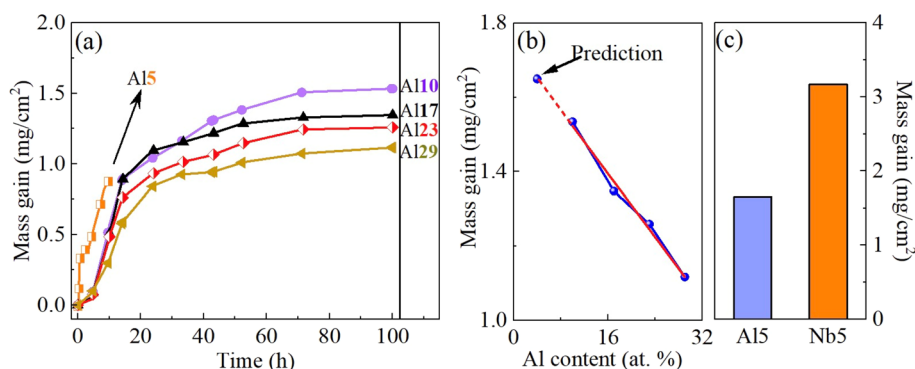 (a)
2.0
1.5
1.0
0.5
0.0
Mass gain (mg/cm²)
Al5
Al10
Al17
Al23
Al29
0 20 40 60 80 100
Time (h)
(b)
1.8
1.4
1.0
Mass gain (mg/cm²)
Prediction
0 16 32
Al content (at. %)
(c)
4
3
2
1
0
Mass gain (mg/cm²)
Al5 Nb5